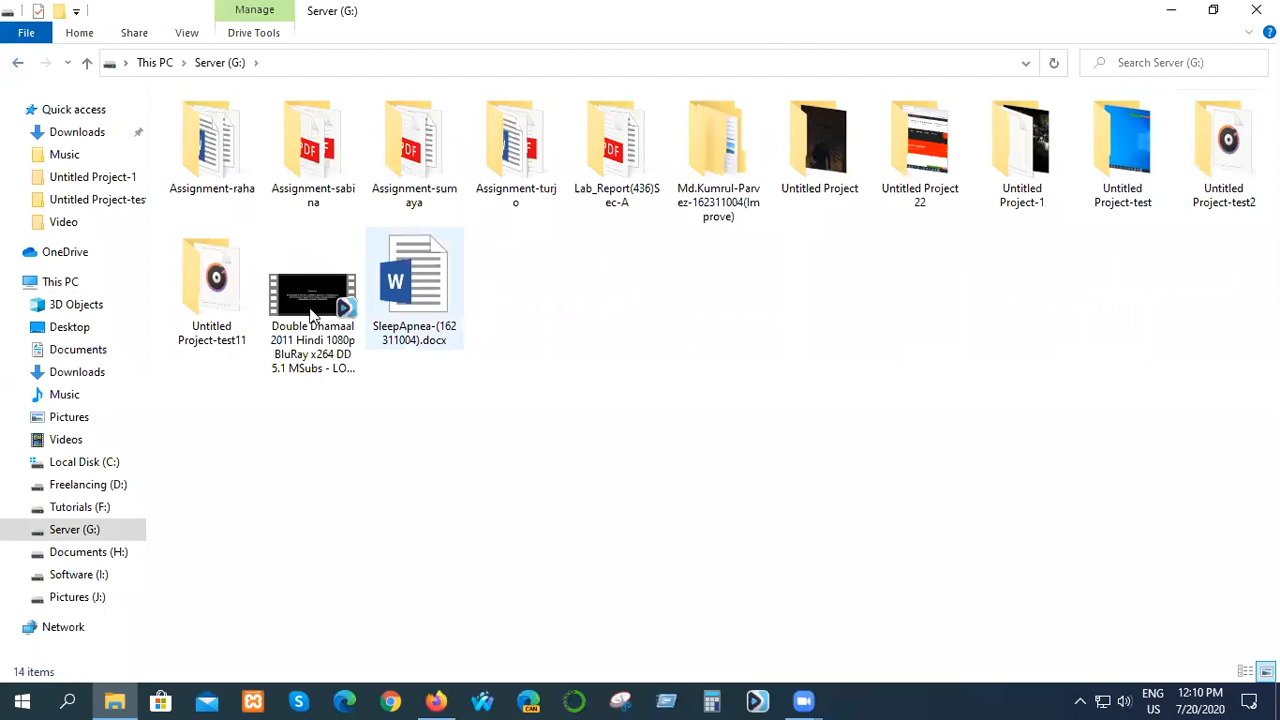 Manage
Server (G:)
File
Home
Share
View
Drive Tools
This PC
Server (G:)
Search Server (G:)
Quick access
Downloads
Music
Untitled Project-1
Untitled Project-tes
Video
OneDrive
This PC
3D Objects
Desktop
Documents
Downloads
Music
Pictures
Videos
Local Disk (C:)
Freelancing (D:)
Tutorials (F:)
Server (G:)
Documents (H:)
Software (I:)
Pictures (J:)
Network
Assignment-raha
PDF
Assignment-sabi
na
PDF
Assignment-sum
aya
PDF
Assignment-turj
o
PDF
Lab_Report(436)S
ec-A
Md.Kumrul-Parv
ez-162311004(Im
prove)
Untitled Project
Untitled Project
22
Untitled
Project-1
Untitled
Project-test
Untitled
Project-test2
Untitled
Project-test11
Double Dhamaal
2011 Hindi 1080p
BluRay x264 DD
5.1 MSubs - LO...
W
SleepApnea-(162
311004).docx
14 items
CAN
ENG
US
12:10 PM
7/20/2020